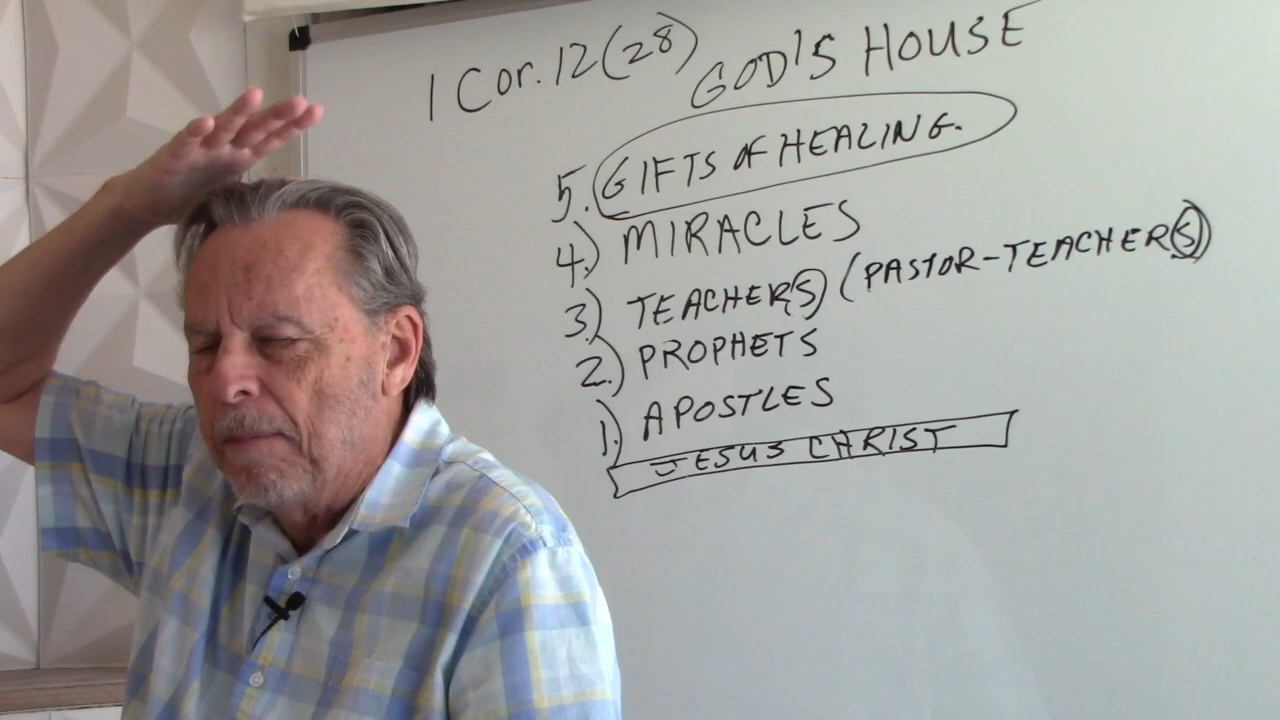 1 Cor. 12(28) GOD'S HOUSE
5. GIFTS OF HEALING.
4.) MIRACLES
3.) TEACHER(S) (PASTOR-TEACHER(S))
2.) PROPHETS
1.) APOSTLES
JESUS CHRIST